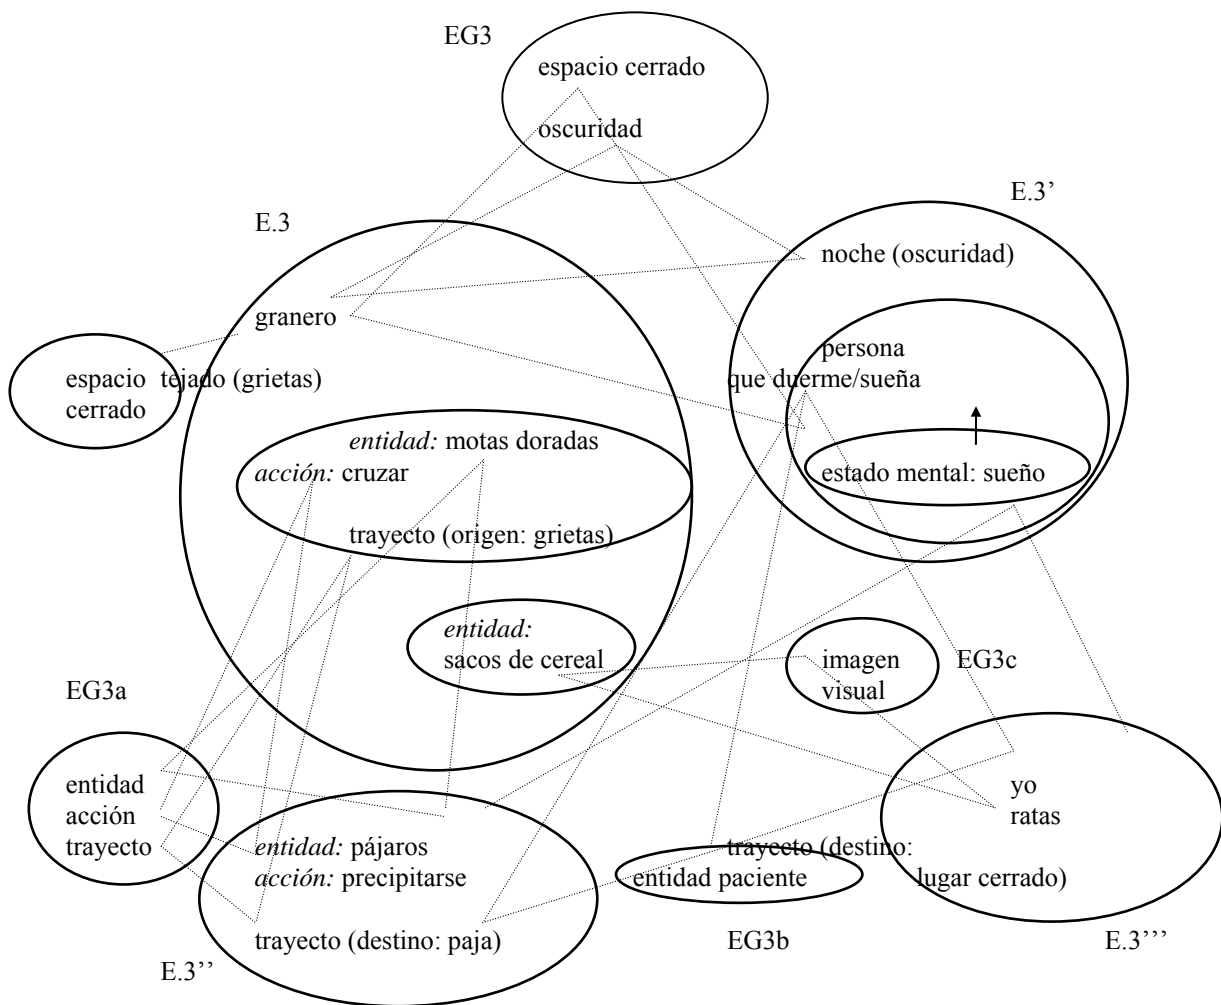 EG3
espacio cerrado
oscuridad
E.3’
E.3
noche (oscuridad)
granero
persona
que duerme/sueña
espacio tejado (grietas)
cerrado
entidad: motas doradas
acción: cruzar
estado mental: sueño
trayecto (origen: grietas)
entidad:
sacos de cereal
imagen
visual
EG3c
EG3a
entidad
acción
trayecto
yo
ratas
entidad: pájaros
acción: precipitarse
trayecto (destino:
entidad paciente
lugar cerrado)
trayecto (destino: paja)
EG3b
E.3’’’
E.3’’